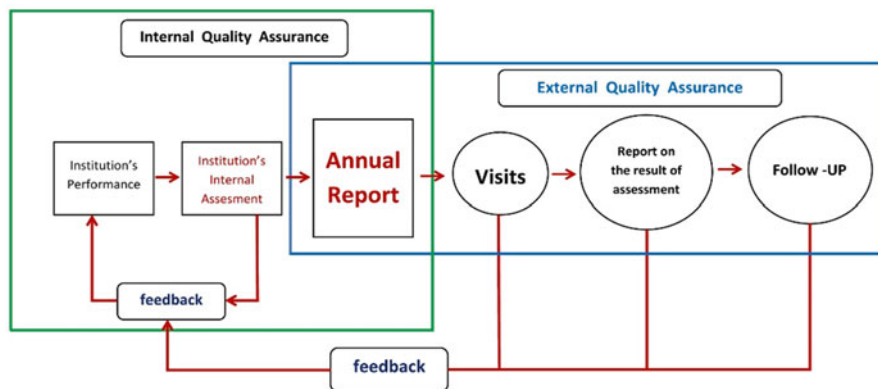 Internal Quality Assurance
External Quality Assurance
Institution's
Performance
Institution's
Internal
Assesment
Annual
Report
Visits
Report on
the result of
assessment
Follow -UP
feedback
feedback